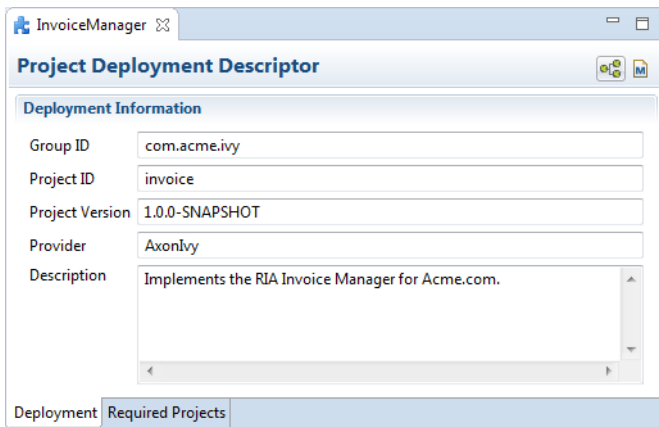 InvoiceManager
Project Deployment Descriptor
M
Deployment Information
Group ID com.acme.ivy
Project ID invoice
Project Version 1.0.0-SNAPSHOT
Provider AxonIvy
Description Implements the RIA Invoice Manager for Acme.com.
Deployment Required Projects